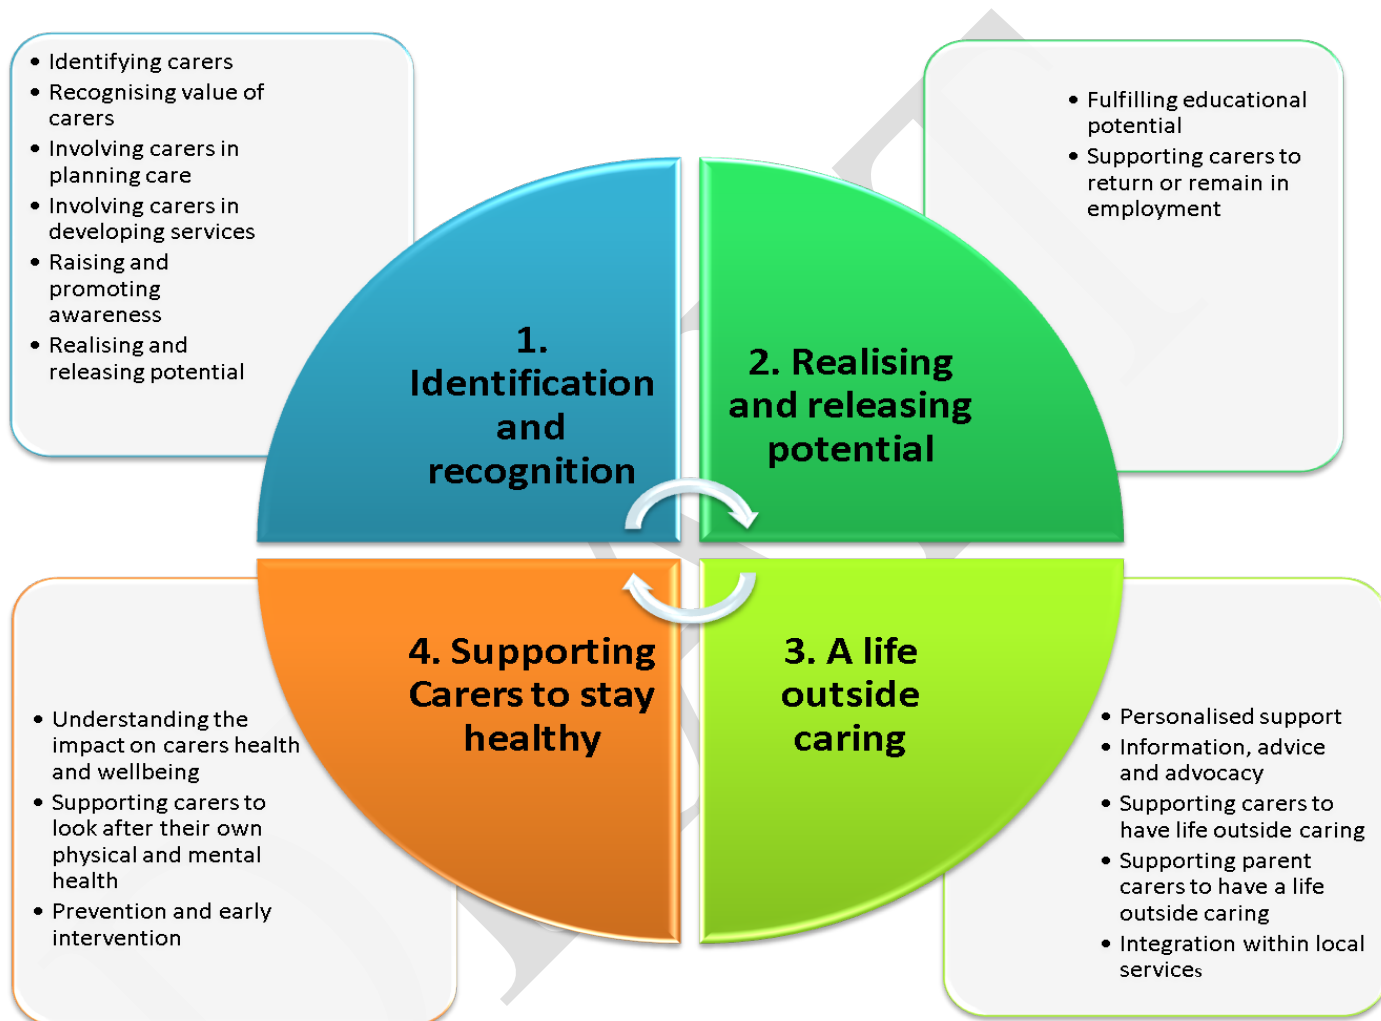 • Identifying carers
• Recognising value of
carers
• Involving carers in
planning care
• Involving carers in
developing services
• Raising and
promoting
awareness
• Realising and
releasing potential
• Fulfilling educational
potential
• Supporting carers to
return or remain in
employment
1.
Identification
and
recognition
2. Realising
and releasing
potential
4. Supporting
Carers to stay
healthy
3. A life
outside
caring
• Understanding the
impact on carers health
and wellbeing
• Supporting carers to
look after their own
physical and mental
health
• Prevention and early
intervention
• Personalised support
• Information, advice
and advocacy
• Supporting carers to
have life outside caring
• Supporting parent
carers to have a life
outside caring
• Integration within local
services
DRAFT